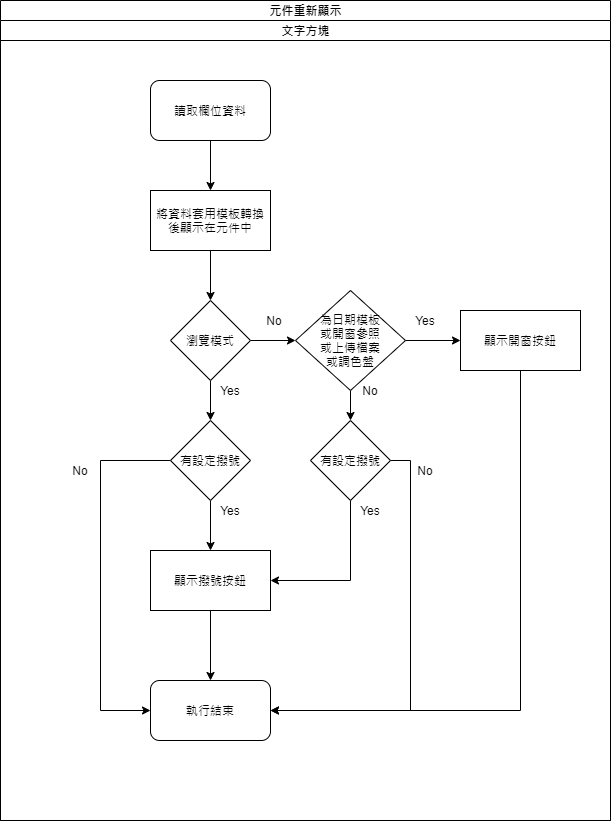 元件重新顯示
文字方塊
讀取欄位資料
將資料套用模板轉換
後顯示在元件中
瀏覽模式
No
為日期模板
或開窗參照
或上傳檔案
或調色盤
Yes
顯示開窗按鈕
Yes
No
有設定撥號
有設定撥號
No
No
Yes
Yes
顯示撥號按鈕
執行結束